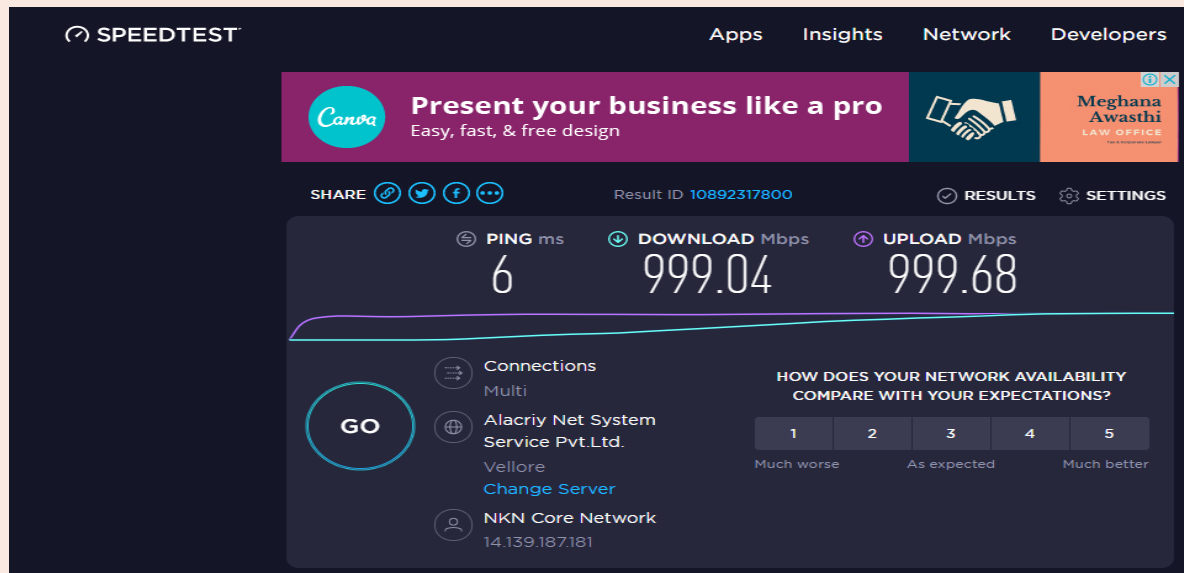 SPEEDTEST
Apps Insights Network Developers
Canva
Present your business like a pro
Easy, fast, & free design
Meghana
Awasthi
LAW OFFICE
SHARE
Result ID 10892317800
RESULTS SETTINGS
PING ms DOWNLOAD Mbps UPLOAD Mbps
6 999.04 999.68
GO
Connections
Multi
Alacriy Net System
Service Pvt.Ltd.
Vellore
Change Server
NKN Core Network
14.139.187.181
HOW DOES YOUR NETWORK AVAILABILITY
COMPARE WITH YOUR EXPECTATIONS?
1 2 3 4 5
Much worse As expected Much better